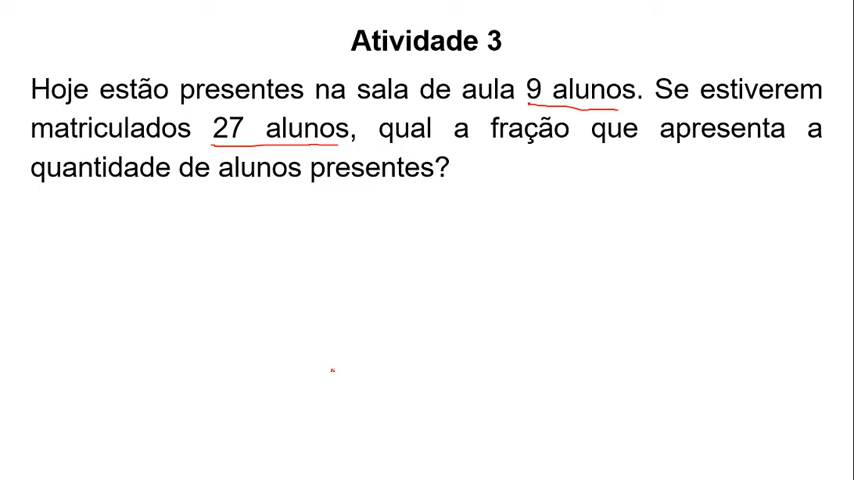 Atividade 3
Hoje estão presentes na sala de aula 9 alunos. Se estiverem
matriculados 27 alunos, qual a fração que apresenta a
quantidade de alunos presentes?